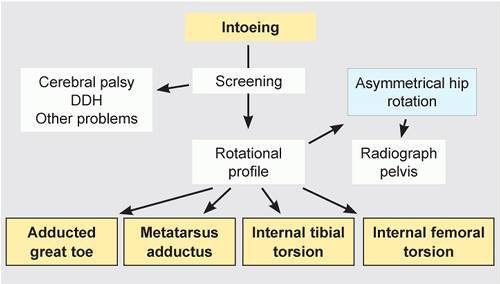 Intoeing
Cerebral palsy
DDH
Other problems
Screening
Asymmetrical hip
rotation
Rotational
profile
Radiograph
pelvis
Adducted
great toe
Metatarsus
adductus
Internal tibial
torsion
Internal femoral
torsion